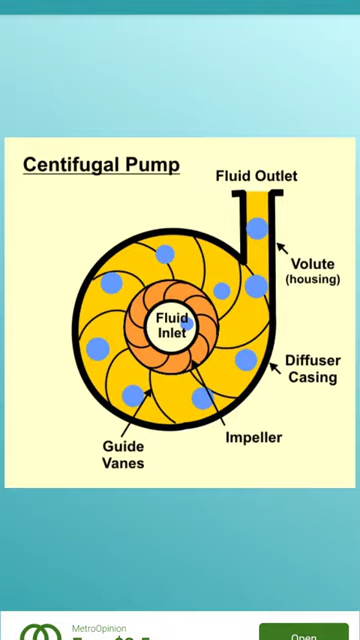 Centifugal Pump
Fluid Outlet
Volute
(housing)
Fluid
Inlet
Diffuser
Casing
Impeller
Guide
Vanes
MetroOpinion
Open